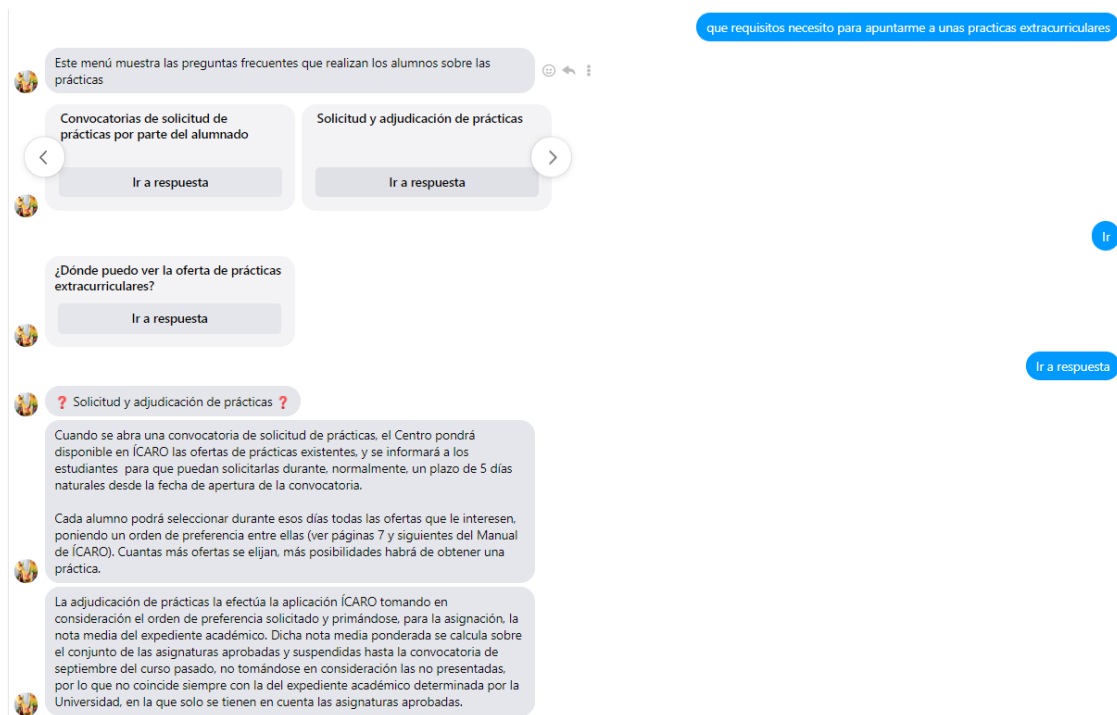 que requisitos necesito para apuntarme a unas practicas extracurriculares
Este menú muestra las preguntas frecuentes que realizan los alumnos sobre las
prácticas
Convocatorias de solicitud de
prácticas por parte del alumnado
Ir a respuesta
Solicitud y adjudicación de prácticas
Ir a respuesta
Ir
¿Dónde puedo ver la oferta de prácticas
extracurriculares?
Ir a respuesta
Ir a respuesta
❓ Solicitud y adjudicación de prácticas ❓
Cuando se abra una convocatoria de solicitud de prácticas, el Centro pondrá
disponible en ÍCARO las ofertas de prácticas existentes, y se informará a los
estudiantes para que puedan solicitarlas durante, normalmente, un plazo de 5 días
naturales desde la fecha de apertura de la convocatoria.
Cada alumno podrá seleccionar durante esos días todas las ofertas que le interesen,
poniendo un orden de preferencia entre ellas (ver páginas 7 y siguientes del Manual
de ÍCARO). Cuantas más ofertas se elijan, más posibilidades habrá de obtener una
práctica.
La adjudicación de prácticas la efectúa la aplicación ÍCARO tomando en
consideración el orden de preferencia solicitado y primándose, para la asignación, la
nota media del expediente académico. Dicha nota media ponderada se calcula sobre
el conjunto de las asignaturas aprobadas y suspendidas hasta la convocatoria de
septiembre del curso pasado, no tomándose en consideración las no presentadas,
por lo que no coincide siempre con la del expediente académico determinada por la
Universidad, en la que solo se tienen en cuenta las asignaturas aprobadas.